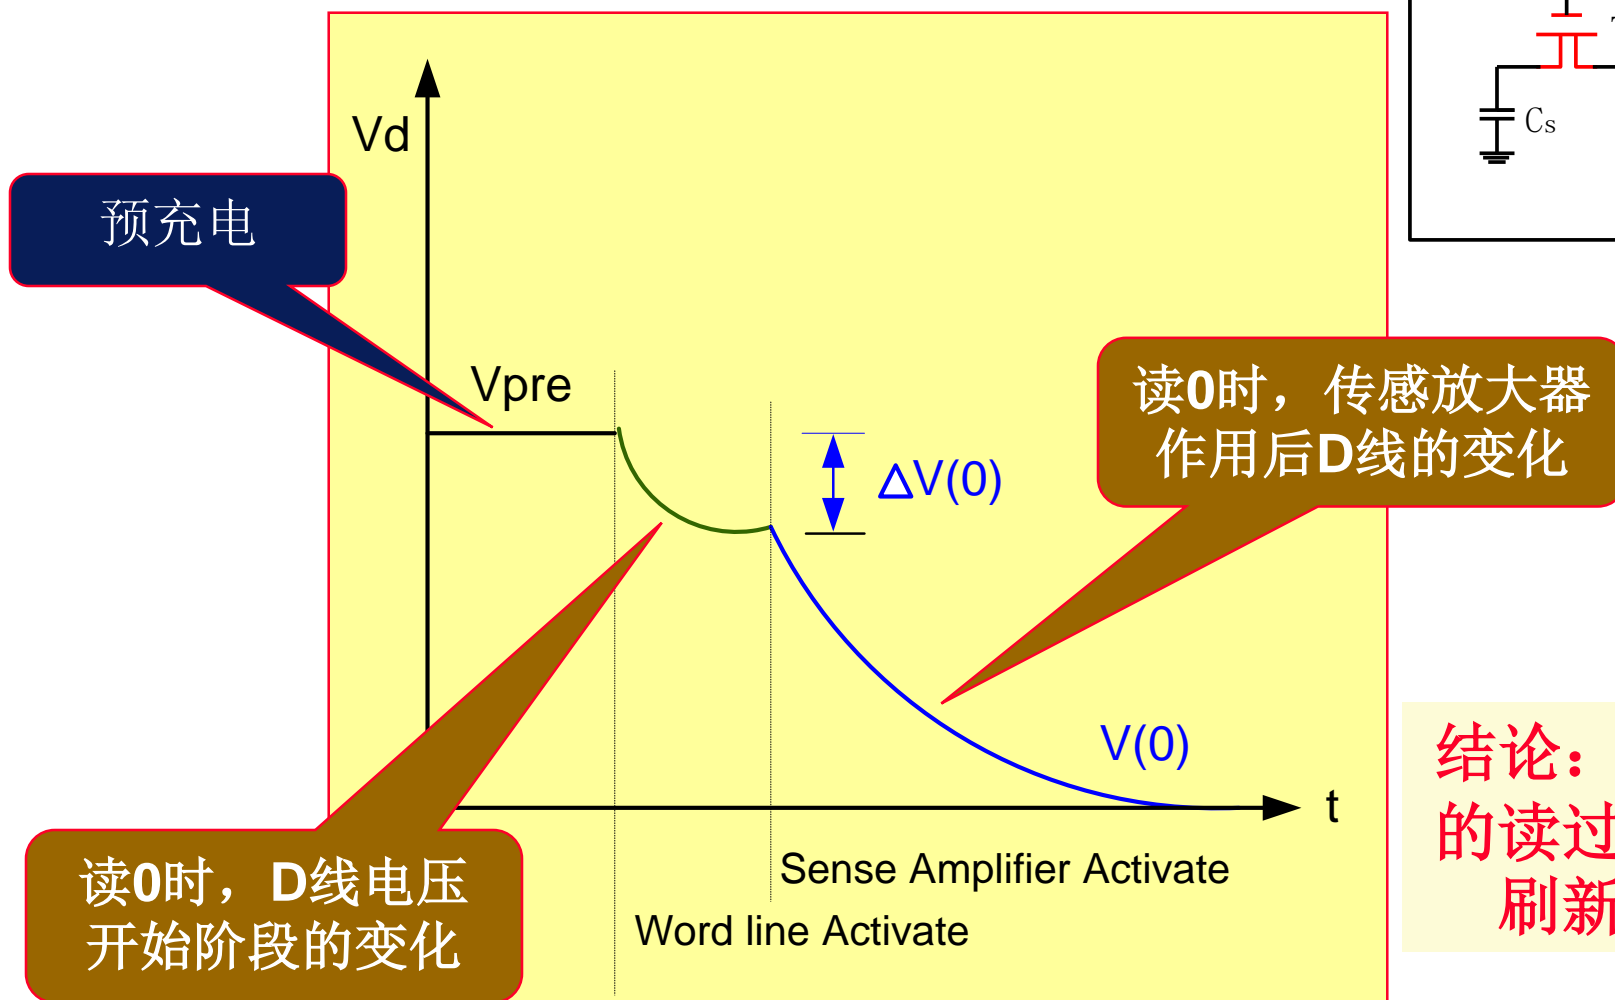 Cs
Vd
预充电
Vpre
ΔV(0)
读0时，传感放大器
作用后D线的变化
V(0)
t
读0时，D线电压
开始阶段的变化
Sense Amplifier Activate
Word line Activate
结论：
的读过
刷新